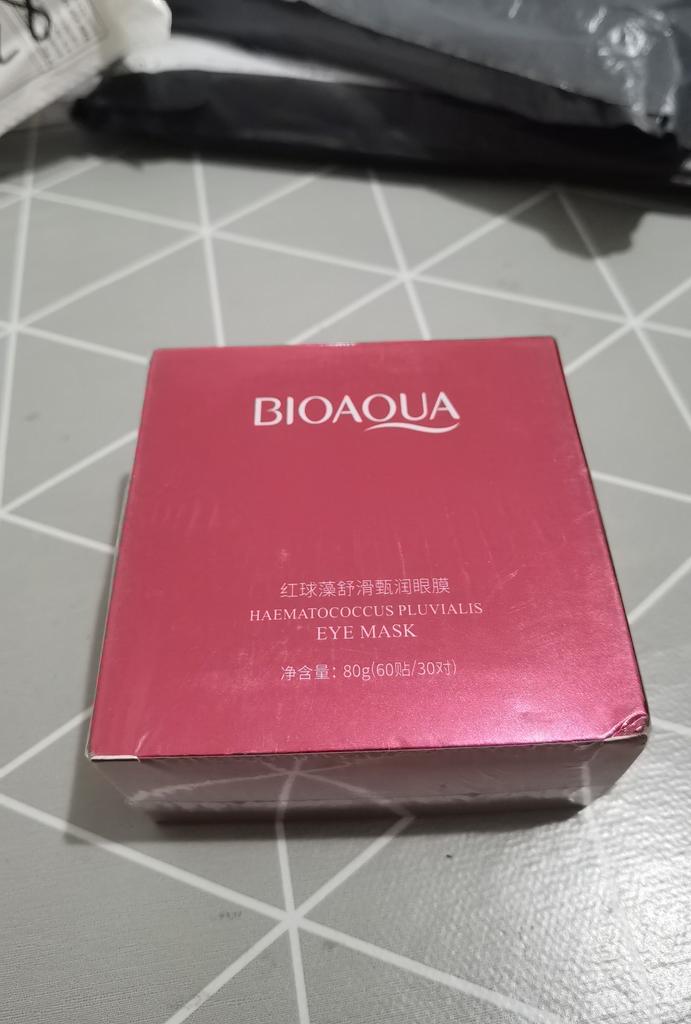 BIOAQUA
红球藻舒滑甄润眼膜
HAEMATOCOCCUS PLUVIALIS
EYE MASK
净含量：80g(60贴/30对)